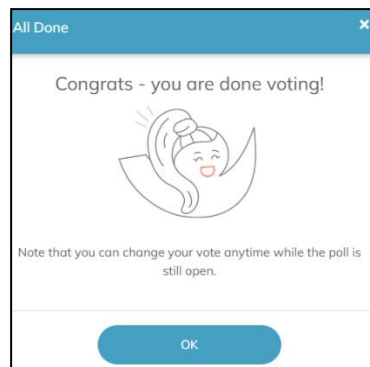 All Done
×
Congrats - you are done voting!
Note that you can change your vote anytime while the poll is
still open.
OK